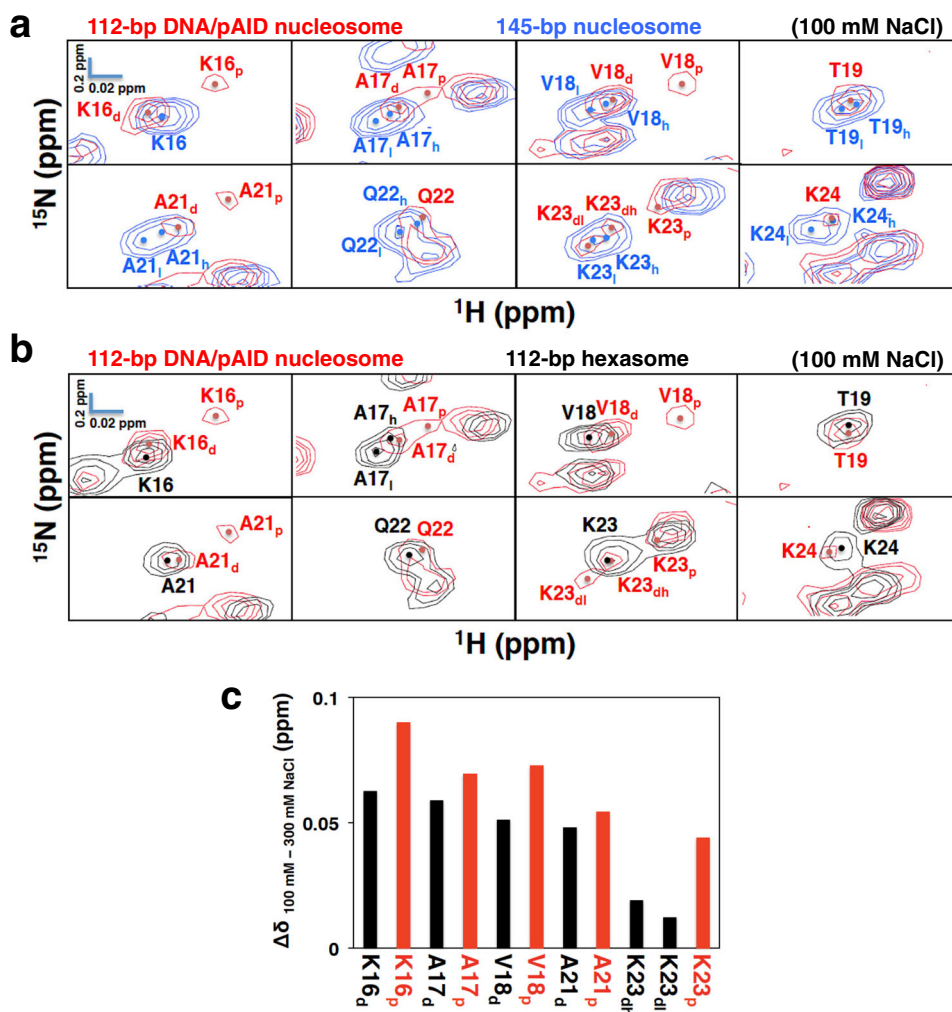 a
112-bp DNA/pAID nucleosome 145-bp nucleosome (100 mM NaCl)
0.2 ppm
0.02 ppm
K16p
K16d
K16
A17d
A17p
A17l
A17h
V18l
V18d
V18p
V18h
T19
T19l
T19h
A21d
A21p
A21l
A21h
Q22h
Q22
Q22l
K23dl
K23dh
K23p
K23l
K23h
K24
K24l
K24h
15N (ppm)
1H (ppm)
b
112-bp DNA/pAID nucleosome 112-bp hexasome (100 mM NaCl)
0.2 ppm
0.02 ppm
K16p
K16d
K16
A17h
A17p
A17d
A17l
V18
V18d
V18p
T19
T19
A21p
A21d
A21
Q22
Q22
K23
K23p
K23dl
K23dh
K24
K24
15N (ppm)
1H (ppm)
c
Δδ 100 mM – 300 mM NaCl (ppm)
0.1
0.05
0
K16d
K16p
A17d
A17p
V18d
V18p
A21d
A21p
K23dh
K23dl
K23p